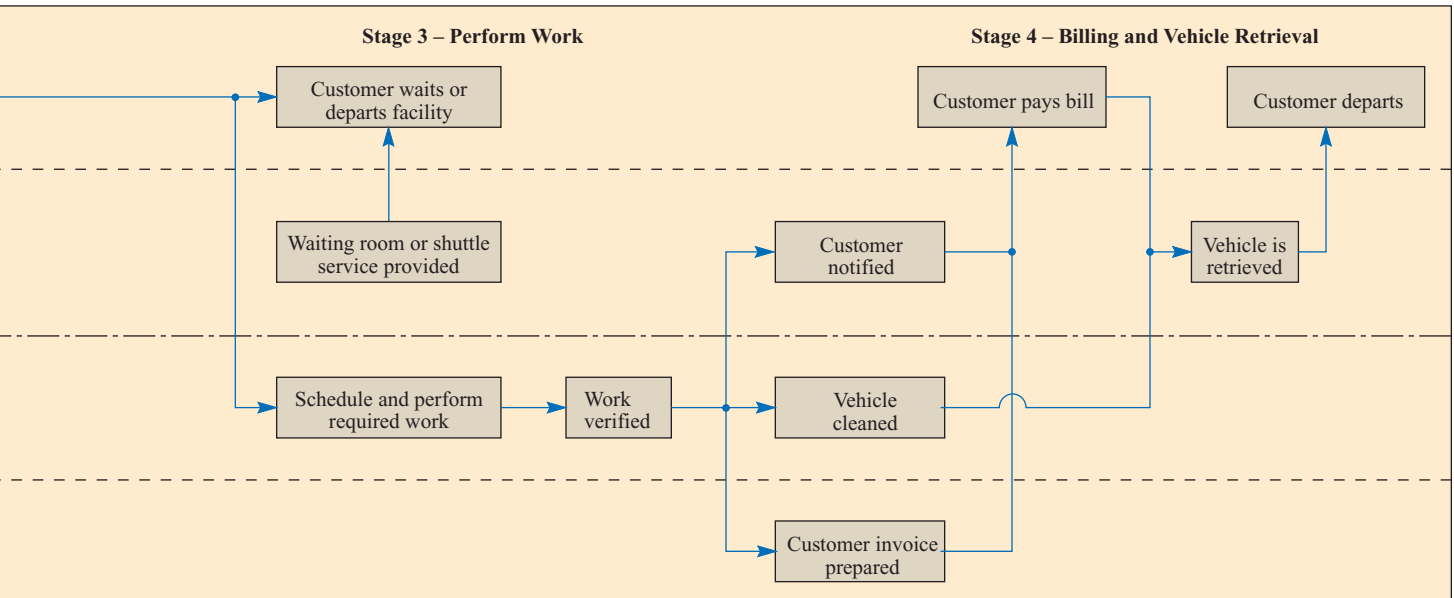 Stage 3 – Perform Work
Stage 4 – Billing and Vehicle Retrieval
Customer waits or
departs facility
Customer pays bill
Customer departs
Waiting room or shuttle
service provided
Customer
notified
Vehicle is
retrieved
Schedule and perform
required work
Work
verified
Vehicle
cleaned
Customer invoice
prepared